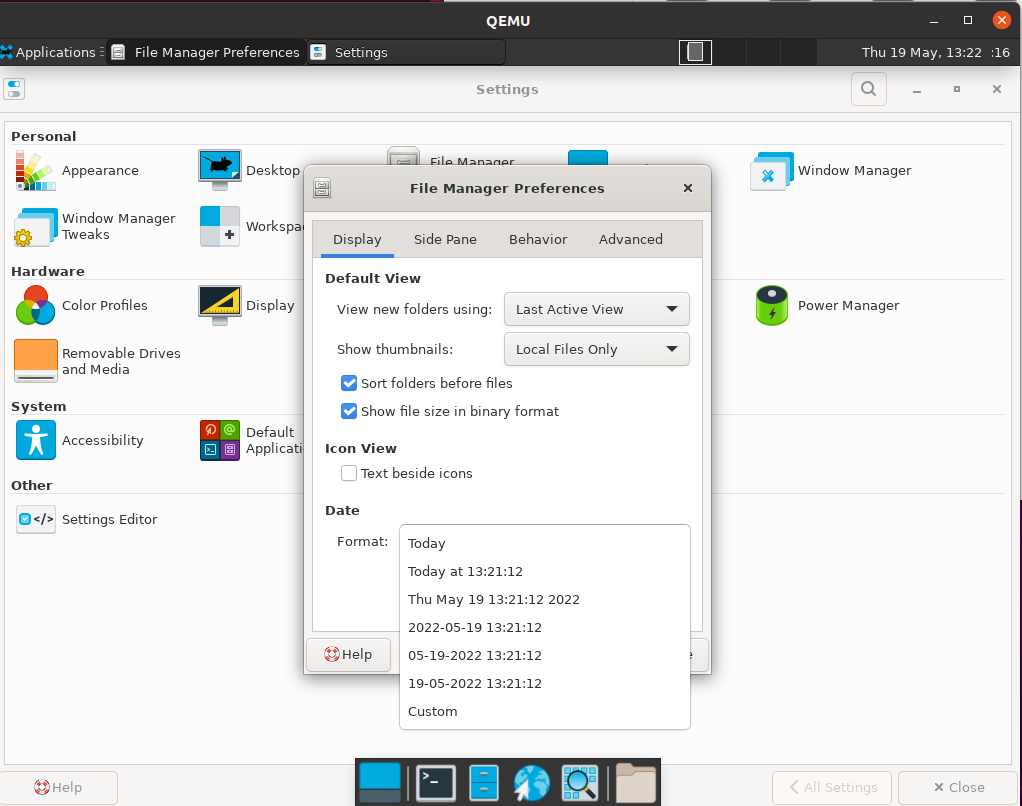 QEMU
Applications
File Manager Preferences
Settings
Thu 19 May, 13:22 :16
Settings
Personal
Appearance
Desktop
File Manager
Window Manager
Window Manager
Tweaks
Hardware
Color Profiles
Display
Power Manager
Removable Drives
and Media
System
Accessibility
Default
Other
Settings Editor
File Manager Preferences
Display
Side Pane
Behavior
Advanced
Default View
View new folders using:
Last Active View
Show thumbnails:
Local Files Only
Sort folders before files
Show file size in binary format
Icon View
Text beside icons
Date
Format:
Today
Today at 13:21:12
Thu May 19 13:21:12 2022
2022-05-19 13:21:12
05-19-2022 13:21:12
19-05-2022 13:21:12
Custom
Help
Help
All Settings
Close